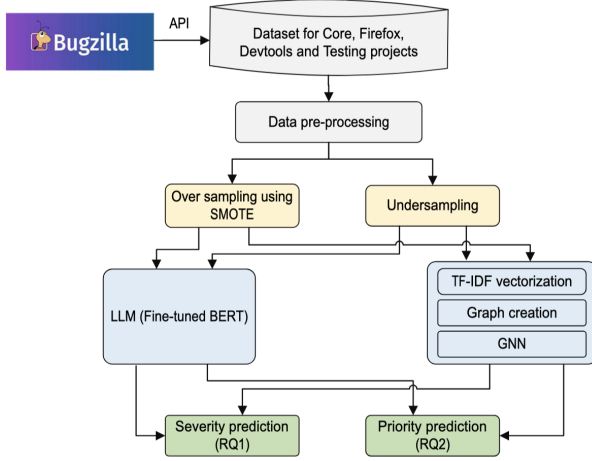 Bugzilla
API
Dataset for Core, Firefox,
Devtools and Testing projects
Data pre-processing
Over sampling using
SMOTE
Undersampling
LLM (Fine-tuned BERT)
TF-IDF vectorization
Graph creation
GNN
Severity prediction
(RQ1)
Priority prediction
(RQ2)